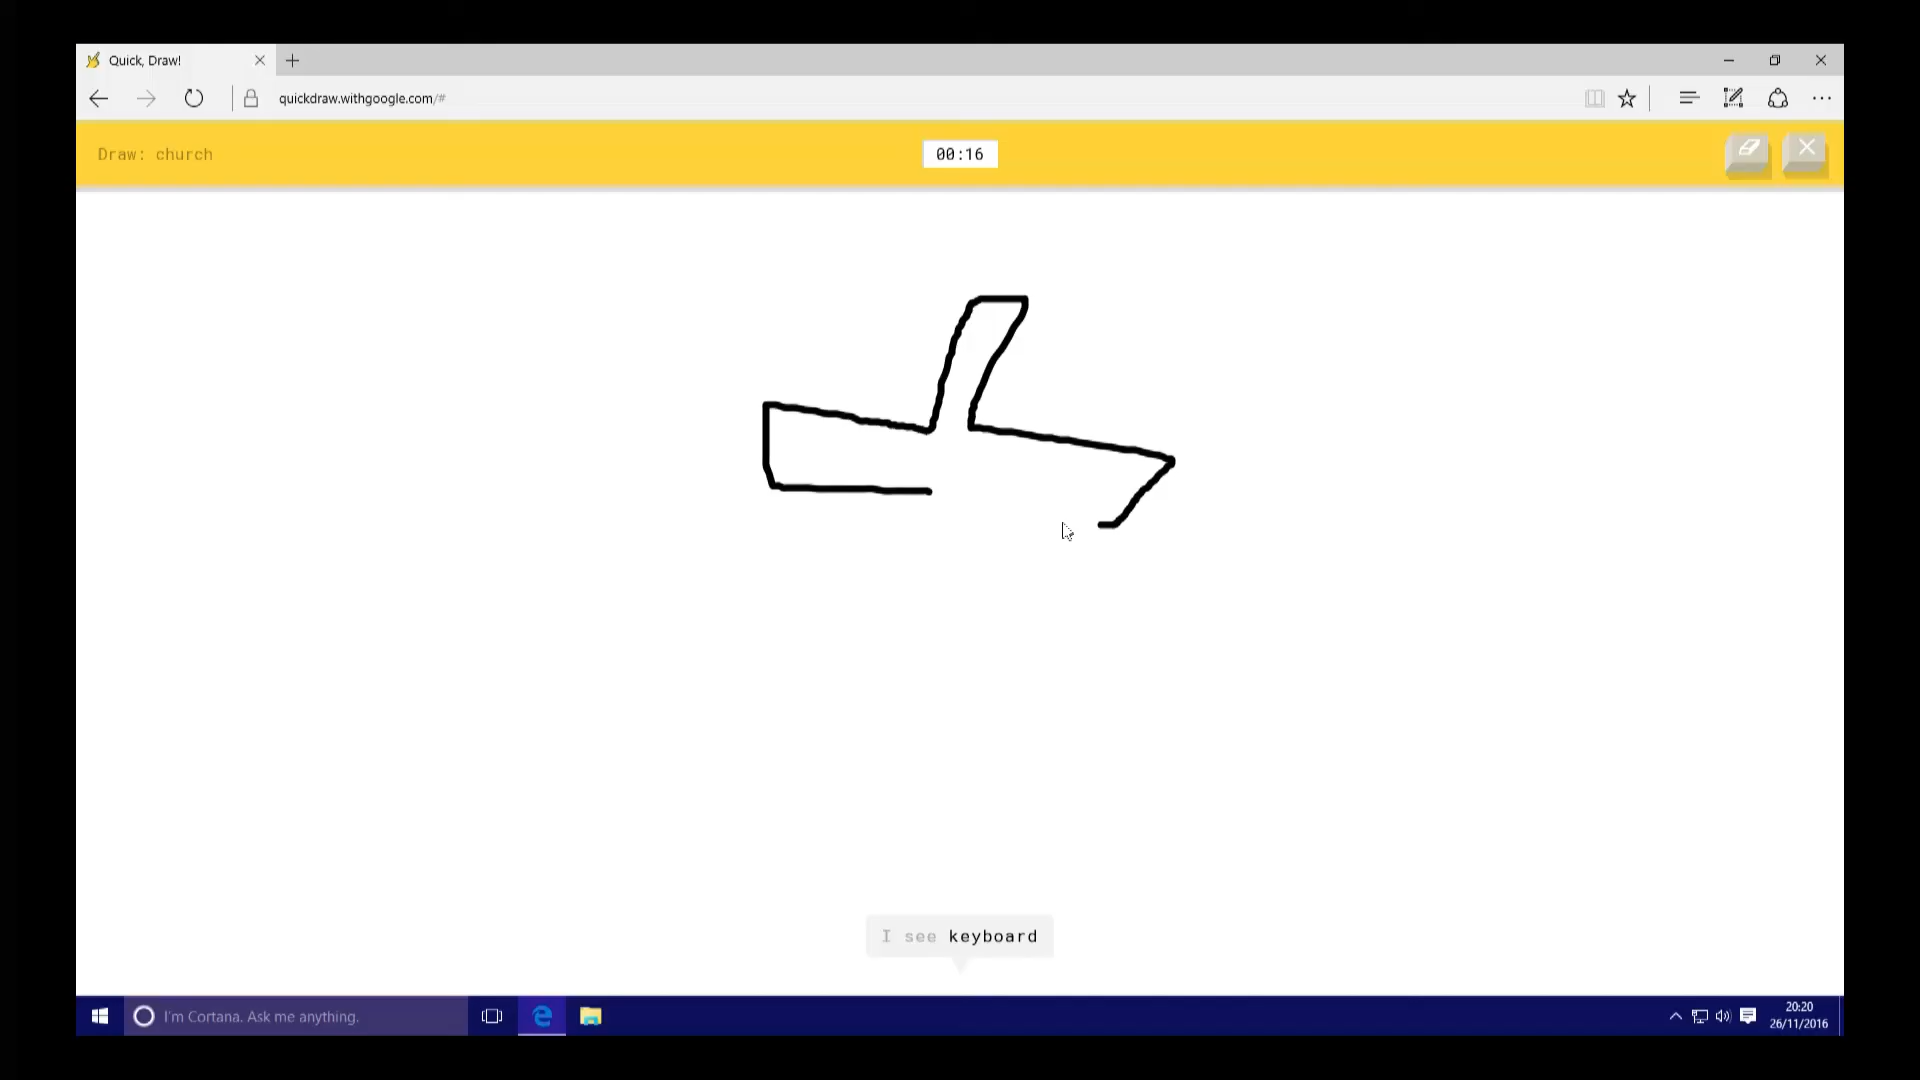 Quick, Draw!
quickdraw.withgoogle.com/#
Draw: church
00:16
I see keyboard
I'm Cortana. Ask me anything.
20:20
26/11/2016